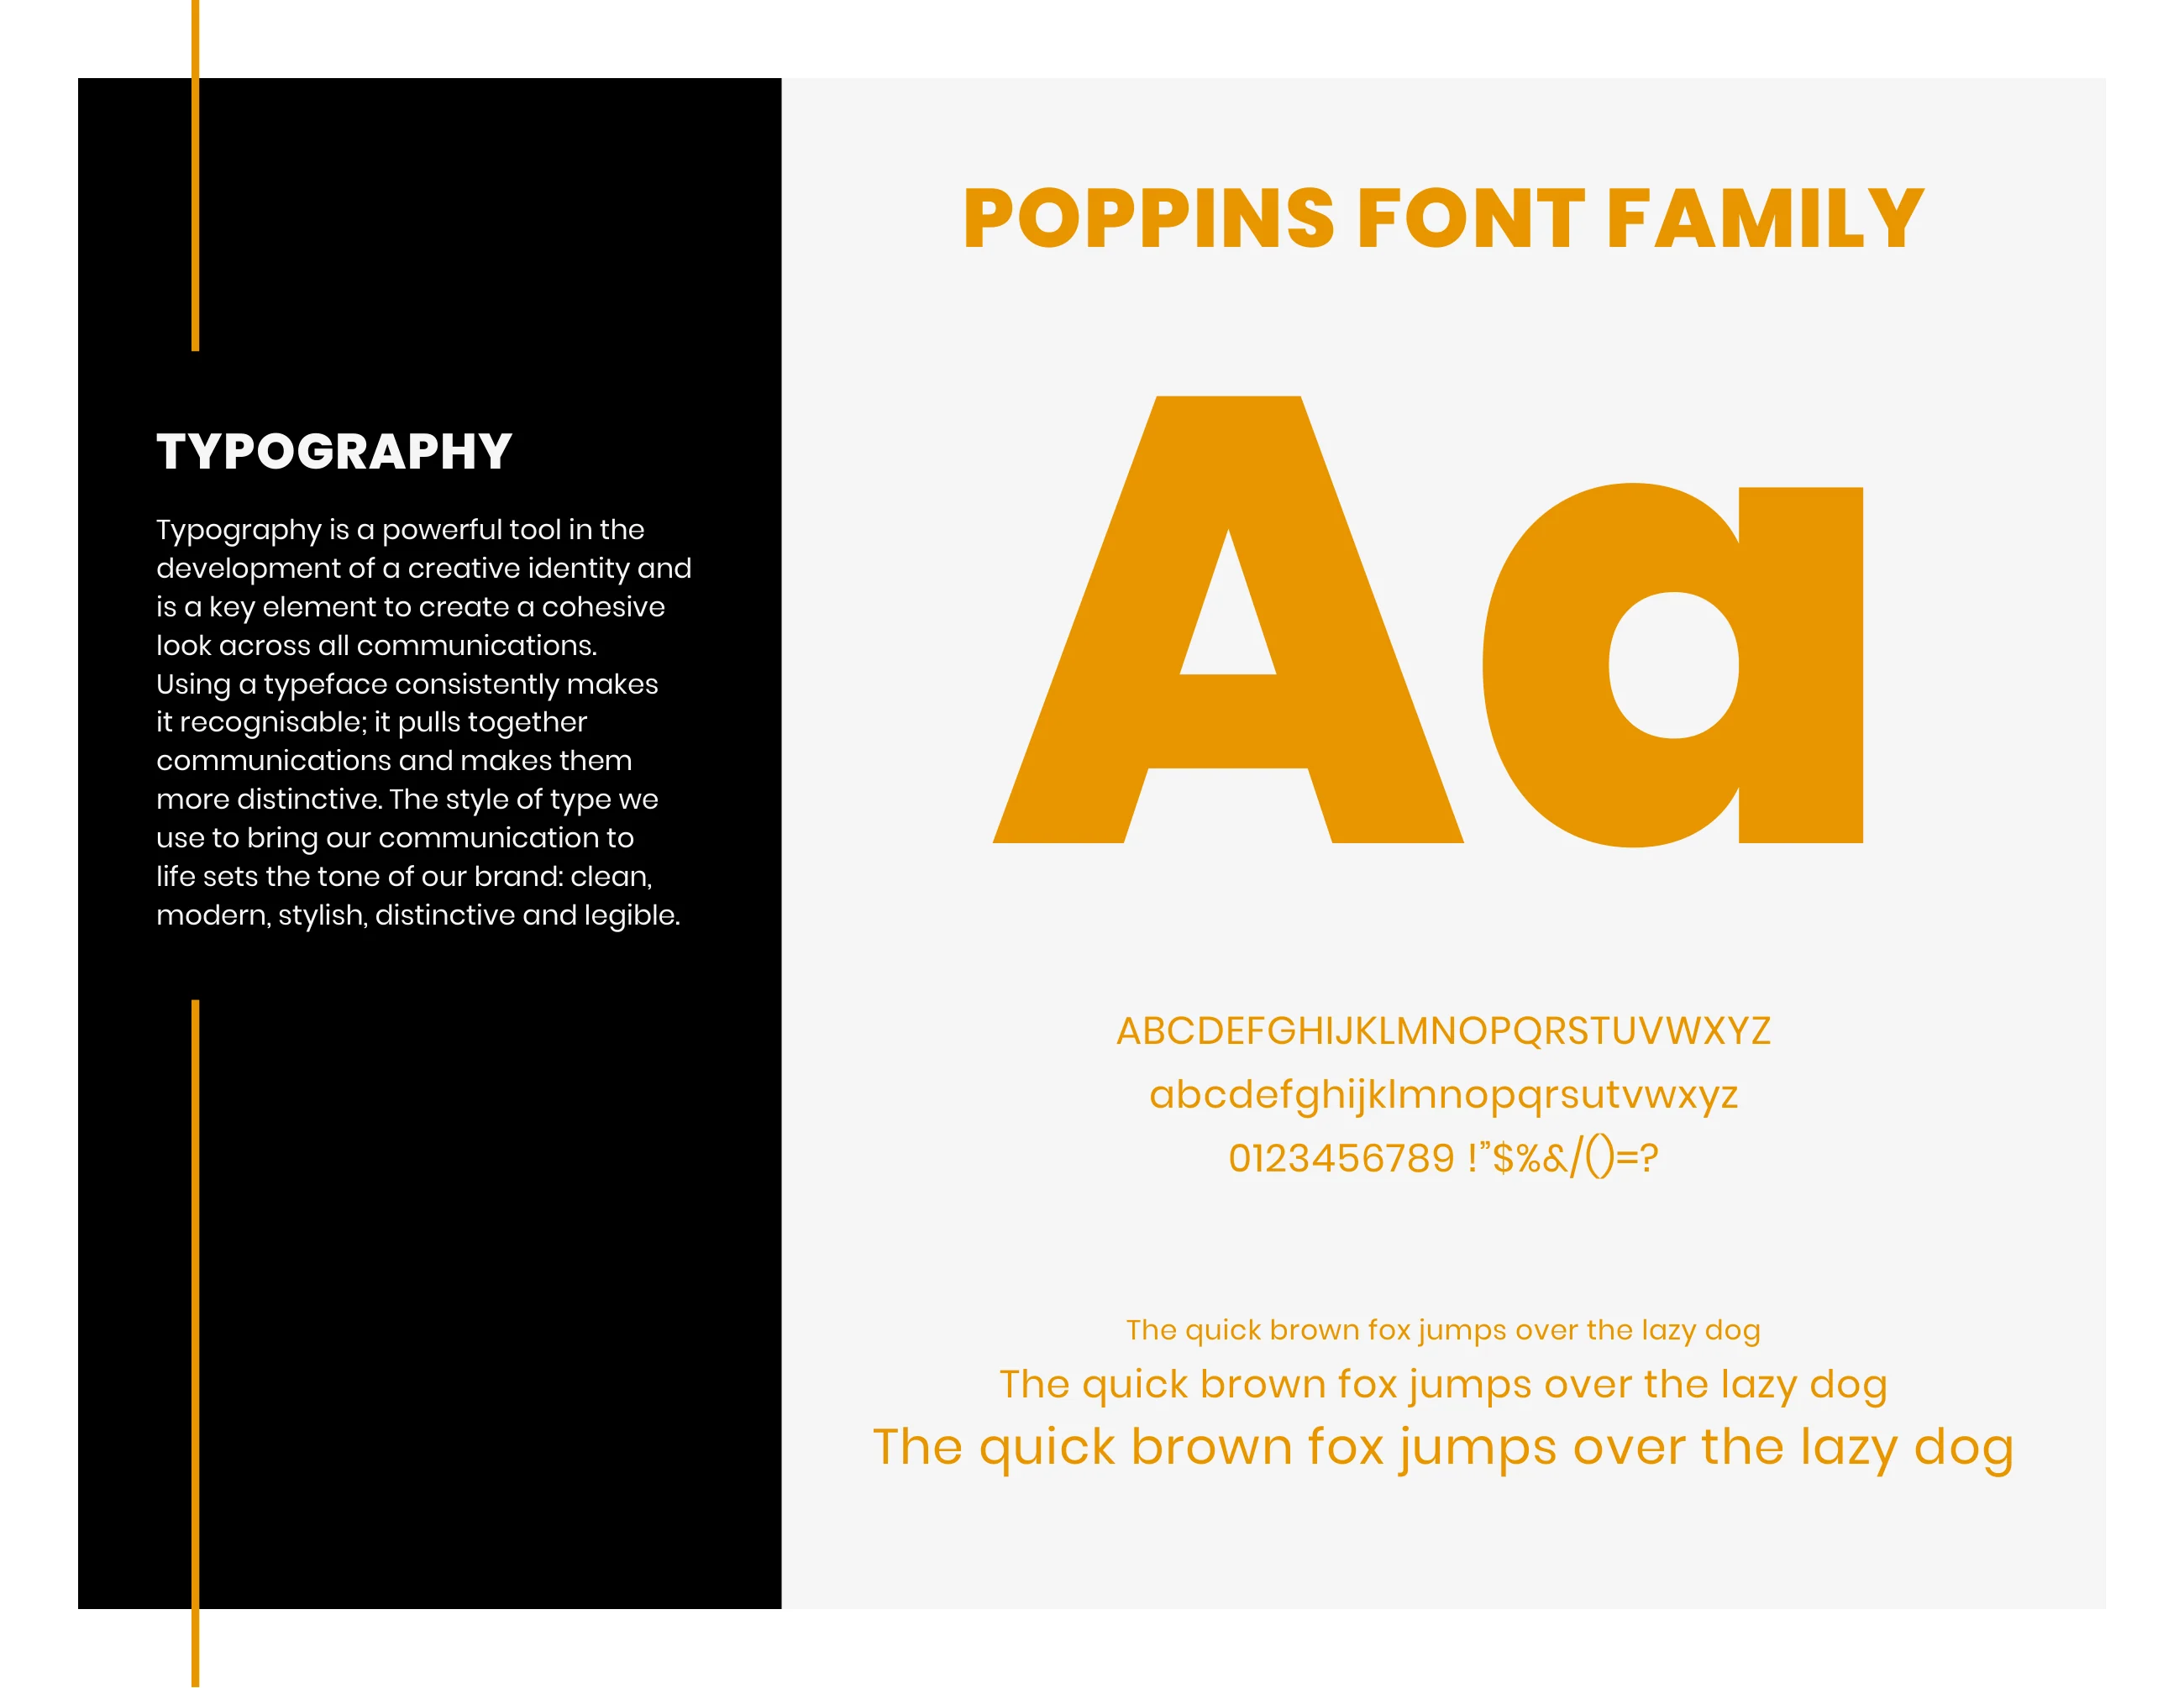 TYPOGRAPHY
Typography is a powerful tool in the
development of a creative identity and
is a key element to create a cohesive
look across all communications.
Using a typeface consistently makes
it recognisable; it pulls together
communications and makes them
more distinctive. The style of type we
use to bring our communication to
life sets the tone of our brand: clean,
modern, stylish, distinctive and legible.
POPPINS FONT FAMILY
Aa
ABCDEFGHIJKLMNOPQRSTUVWXYZ
abcdefghijklmnopqrsutvwxyz
0123456789 !”$%&/()=?
The quick brown fox jumps over the lazy dog
The quick brown fox jumps over the lazy dog
The quick brown fox jumps over the lazy dog